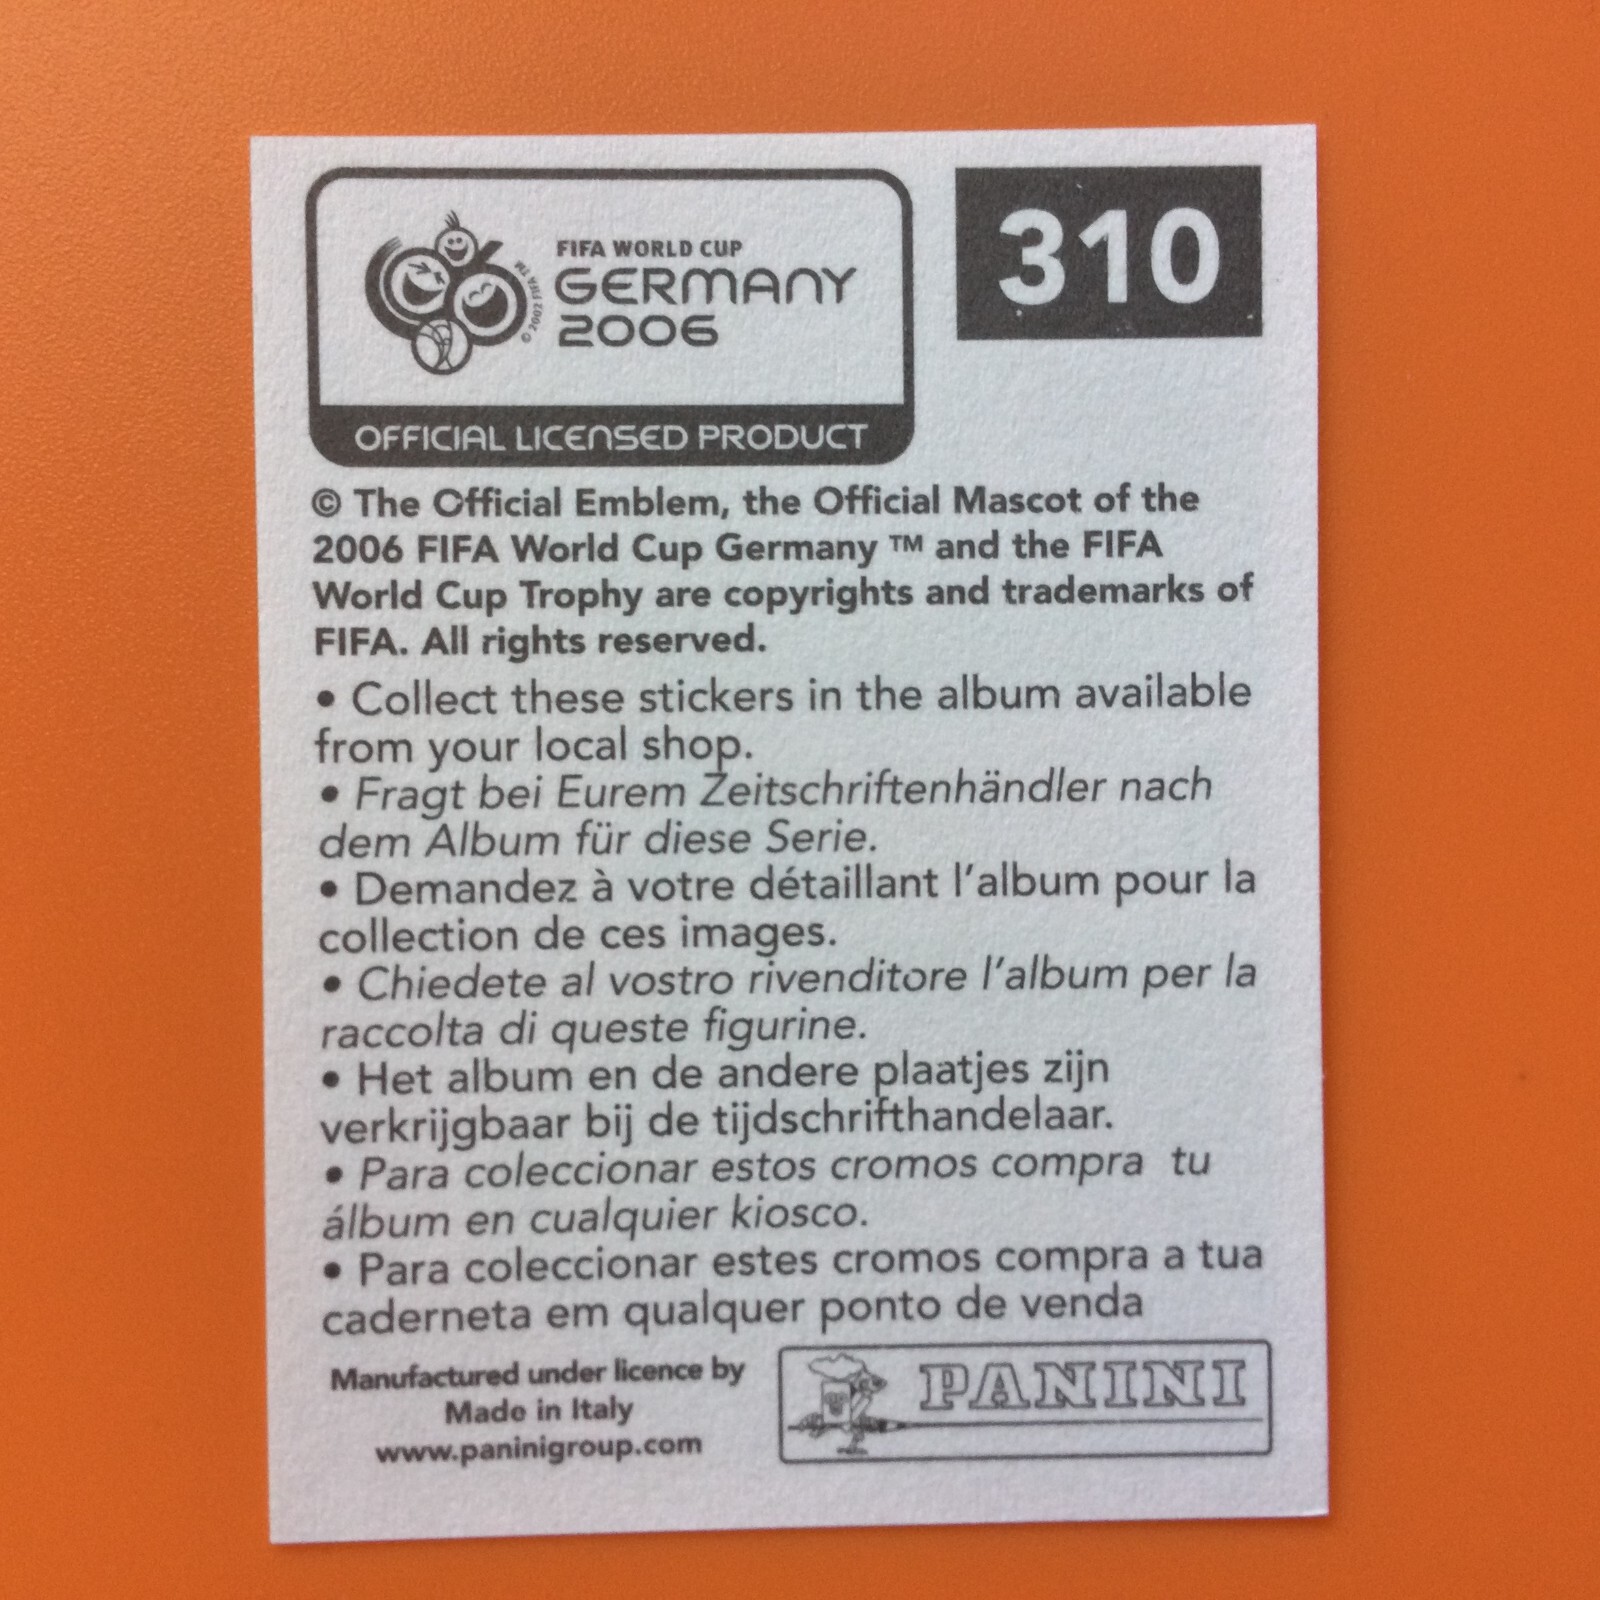 FIFA WORLD CUP
GERMANY
2006
© 2002 FIFA TM
310
OFFICIAL LICENSED PRODUCT
© The Official Emblem, the Official Mascot of the
2006 FIFA World Cup Germany ™ and the FIFA
World Cup Trophy are copyrights and trademarks of
FIFA. All rights reserved.
• Collect these stickers in the album available
from your local shop.
• Fragt bei Eurem Zeitschriftenhändler nach
dem Album für diese Serie.
• Demandez à votre détaillant l'album pour la
collection de ces images.
• Chiedete al vostro rivenditore l'album per la
raccolta di queste figurine.
• Het album en de andere plaatjes zijn
verkrijgbaar bij de tijdschrifthandelaar.
• Para coleccionar estos cromos compra tu
álbum en cualquier kiosco.
• Para coleccionar estes cromos compra a tua
caderneta em qualquer ponto de venda
Manufactured under licence by
Made in Italy
www.paninigroup.com
PANINI